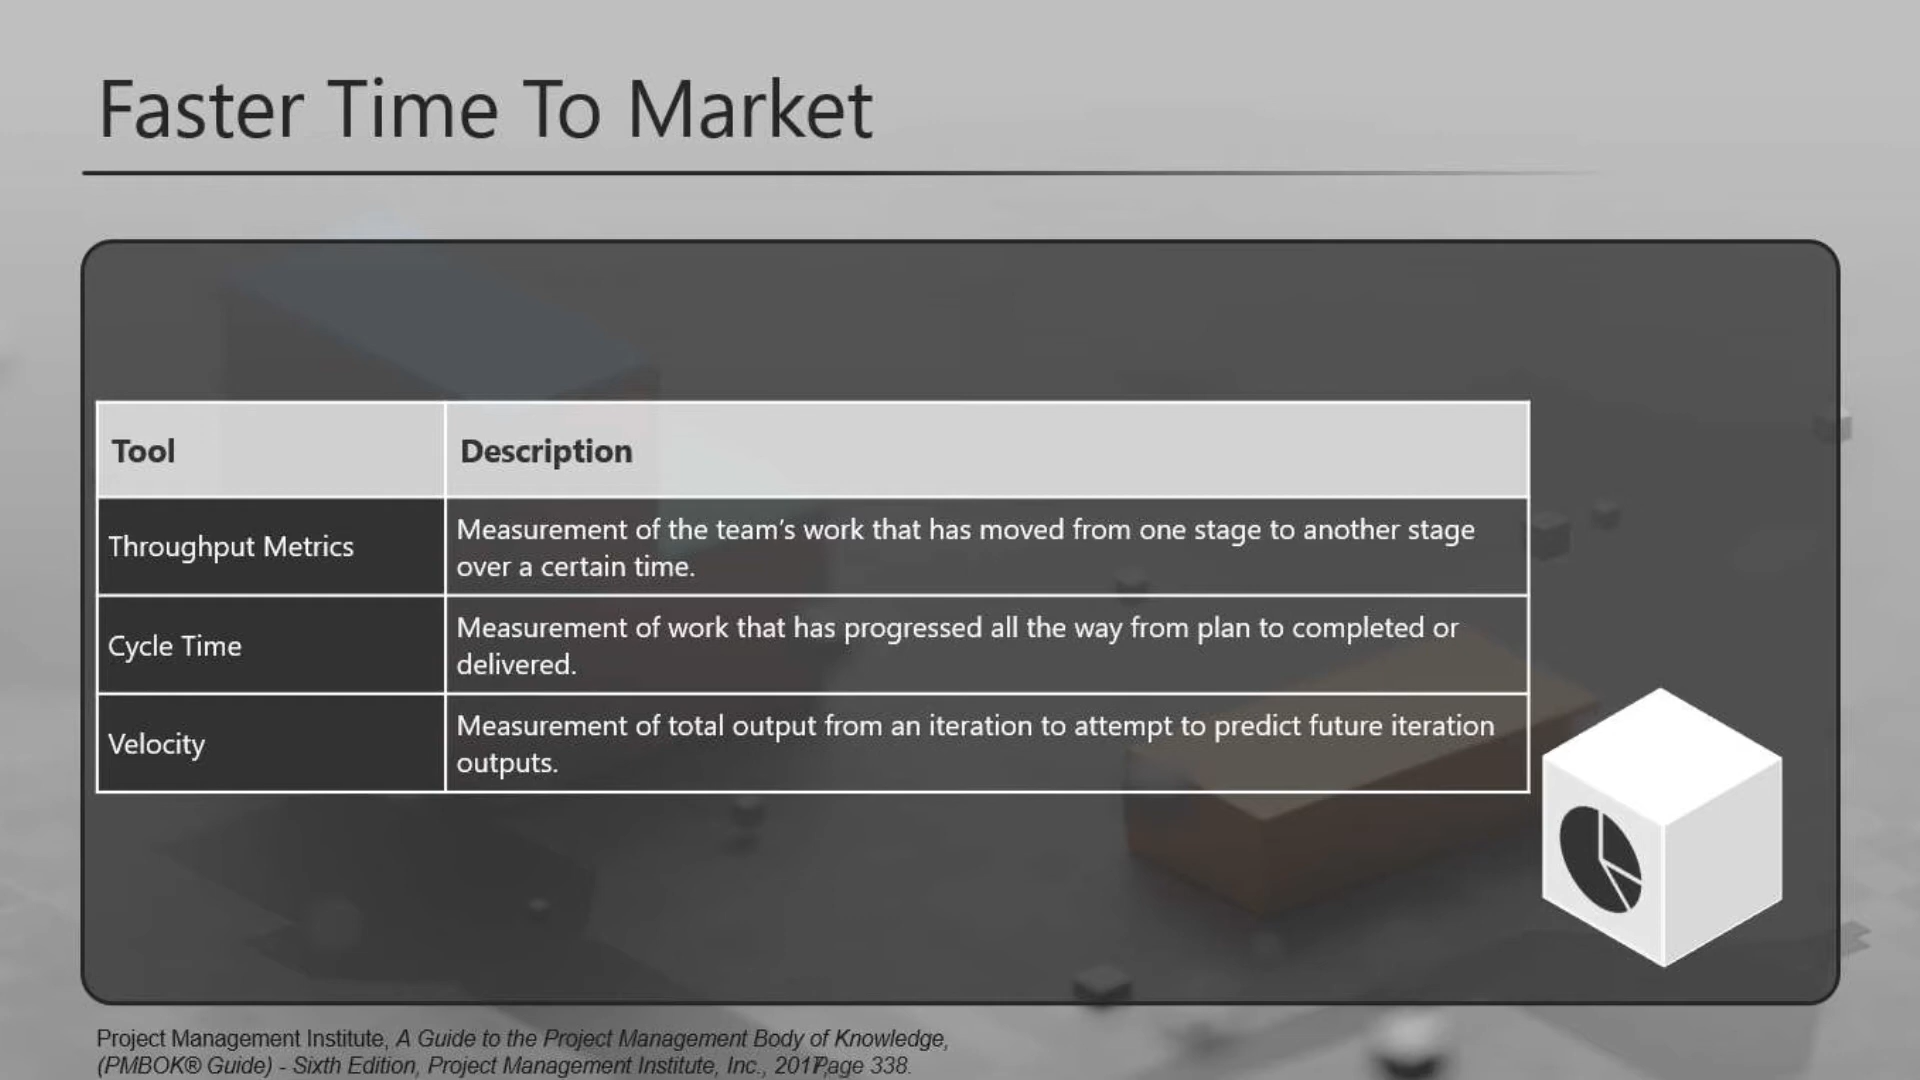 Faster Time To Market
Tool
Description
Throughput Metrics
Measurement of the team's work that has moved from one stage to another stage
over a certain time.
Cycle Time
Measurement of work that has progressed all the way from plan to completed or
delivered.
Velocity
Measurement of total output from an iteration to attempt to predict future iteration
outputs.
Project Management Institute, A Guide to the Project Management Body of Knowledge,
(PMBOK® Guide) - Sixth Edition, Project Management Institute, Inc., 2017, Page 338.